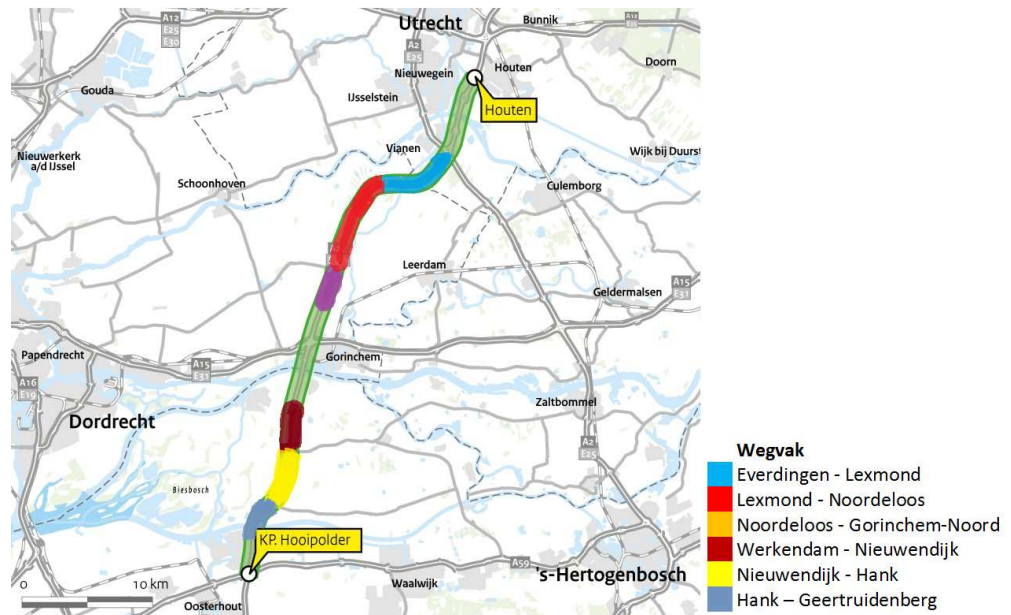 A12
E25
E30
Utrecht
Bunnik
A12
A2
E25
Nieuwegein
Houten
Doorn
Gouda
IJsselstein
Houten
Vianen
Nieuwerkerk
a/d IJssel
Wijk bij Duurst
Schoonhoven
Culemborg
Leerdam
Geldermalsen
A15
E31
Papendrecht
A15
E31
Gorinchem
A16
E19
Zaltbommel
Dordrecht
A2
E25
Biesbosch
KP. Hooipolder
0
10 km
Waalwijk
A59
's-Hertogenbosch
Oosterhout
Wegvak
Everdingen - Lexmond
Lexmond - Noordeloos
Noordeloos - Gorinchem-Noord
Werkendam - Nieuwendijk
Nieuwendijk - Hank
Hank – Geertruidenberg